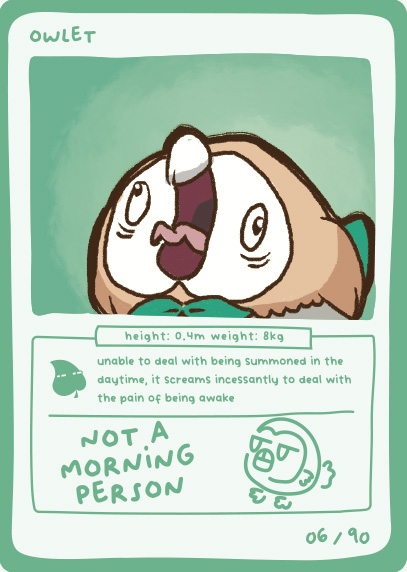 OWLET
height: 0.4m weight: 8kg
unable to deal with being summoned in the
daytime, it screams incessantly to deal with
the pain of being awake
NOT A
MORNiNG
PERSON
06 / 90